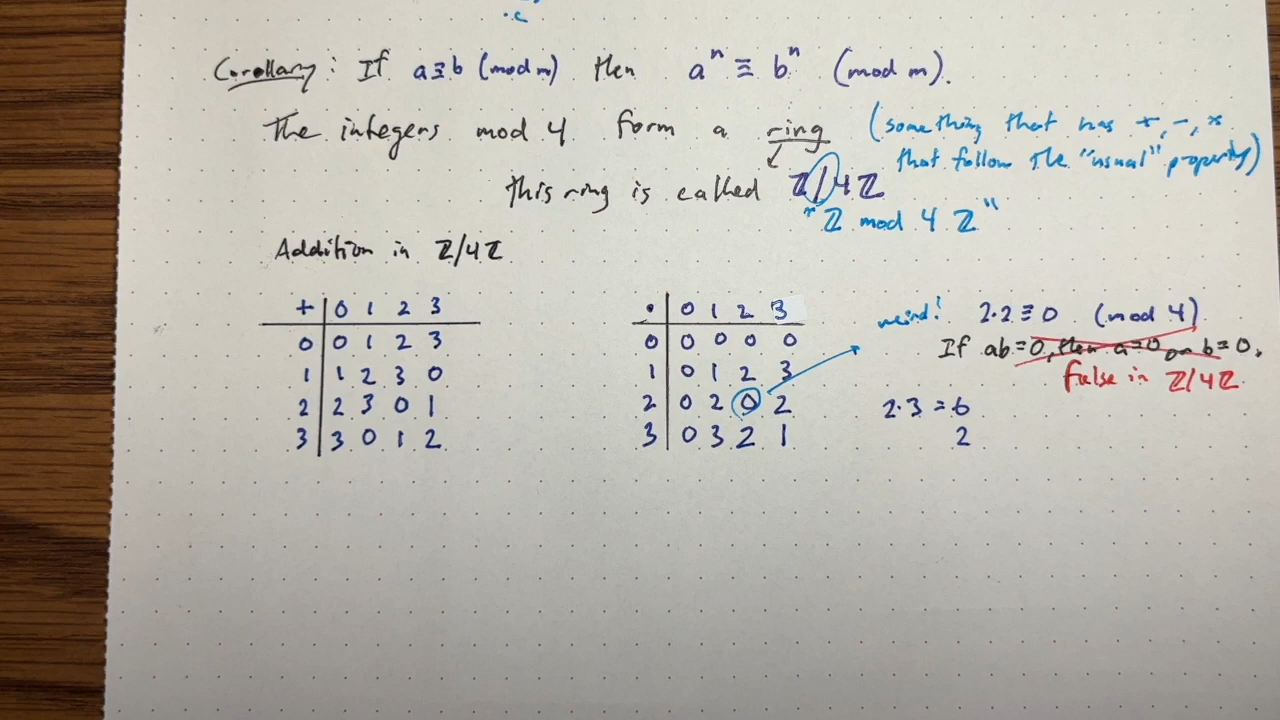 .c
Corollary: If a≡b (mod m) then aⁿ ≡ bⁿ (mod m).
The integers mod 4 form a ring (something that has +, -, ×
that follow the "usual" property)
this ring is called ℤ/4ℤ
"ℤ mod 4 ℤ"
Addition in ℤ/4ℤ
+ 0 1 2 3
0 0 1 2 3
1 1 2 3 0
2 2 3 0 1
3 3 0 1 2
· 0 1 2 3
0 0 0 0 0
1 0 1 2 3
2 0 2 0 2
3 0 3 2 1
weird! 2·2 ≡ 0 (mod 4)
If ab=0, then a=0 or b=0,
false in ℤ/4ℤ
2·3 = 6
2